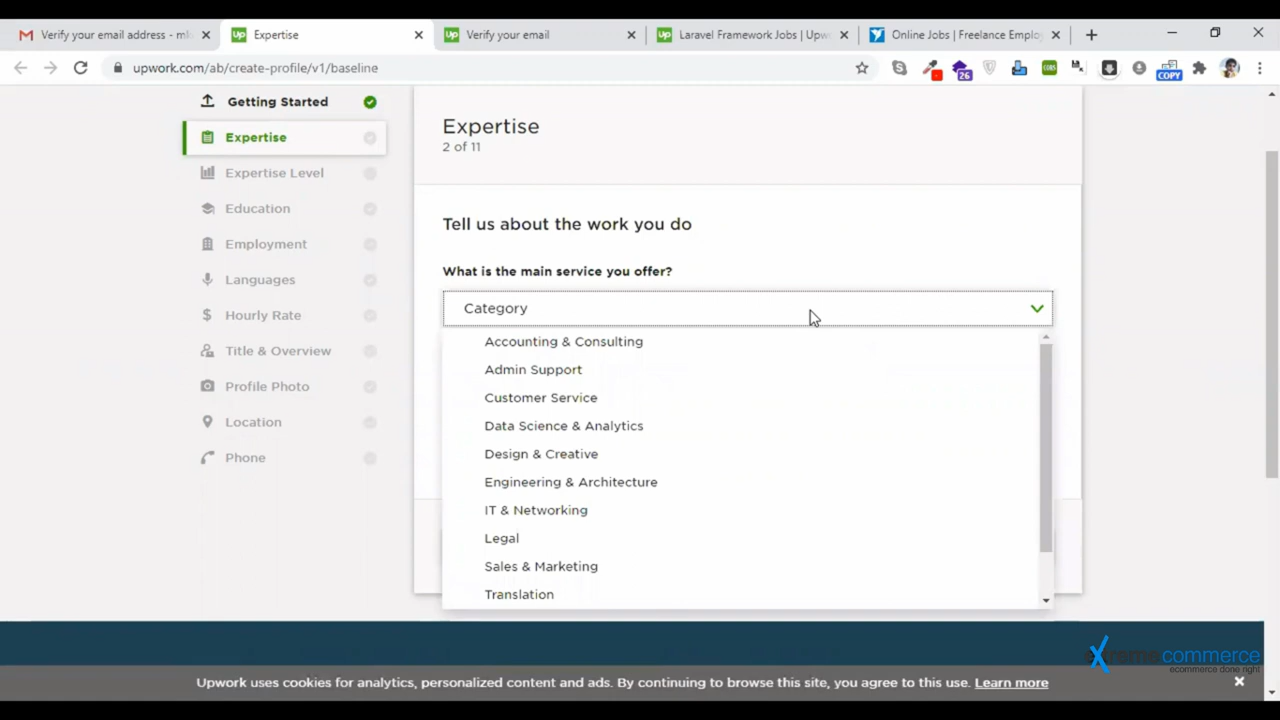 Verify your email address - ml
Expertise
Verify your email
Laravel Framework Jobs | Upwo
Online Jobs | Freelance Employ
upwork.com/ab/create-profile/v1/baseline
26
COPY
Getting Started
Expertise
Expertise Level
Education
Employment
Languages
Hourly Rate
Title & Overview
Profile Photo
Location
Phone
Expertise
2 of 11
Tell us about the work you do
What is the main service you offer?
Category
Accounting & Consulting
Admin Support
Customer Service
Data Science & Analytics
Design & Creative
Engineering & Architecture
IT & Networking
Legal
Sales & Marketing
Translation
extremecommerce
ecommerce done right
Upwork uses cookies for analytics, personalized content and ads. By continuing to browse this site, you agree to this use. Learn more